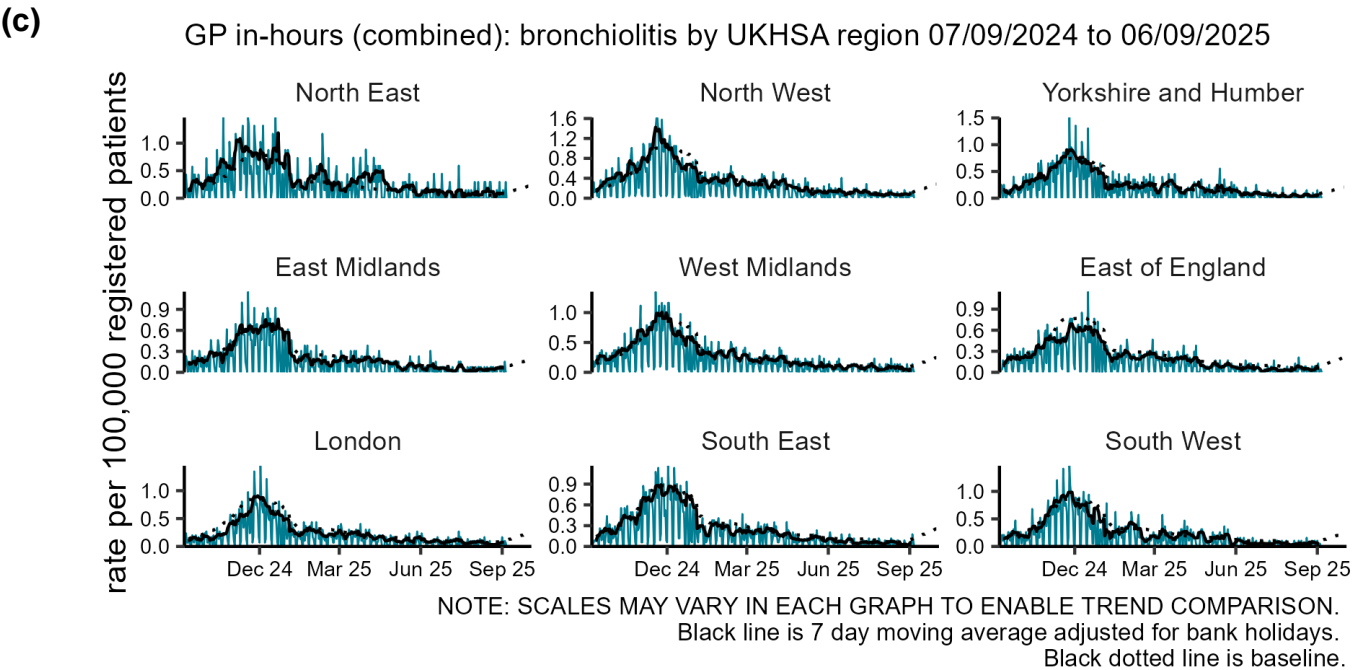 (c)
GP in-hours (combined): bronchiolitis by UKHSA region 07/09/2024 to 06/09/2025
rate per 100,000 registered patients
North East
1.0
0.5
0.0
North West
1.6
1.2
0.8
0.4
0.0
Yorkshire and Humber
1.5
1.0
0.5
0.0
East Midlands
0.9
0.6
0.3
0.0
West Midlands
1.0
0.5
0.0
East of England
0.9
0.6
0.3
0.0
London
1.0
0.5
0.0
Dec 24 Mar 25 Jun 25 Sep 25
South East
0.9
0.6
0.3
0.0
Dec 24 Mar 25 Jun 25 Sep 25
South West
1.0
0.5
0.0
Dec 24 Mar 25 Jun 25 Sep 25
NOTE: SCALES MAY VARY IN EACH GRAPH TO ENABLE TREND COMPARISON.
Black line is 7 day moving average adjusted for bank holidays.
Black dotted line is baseline.